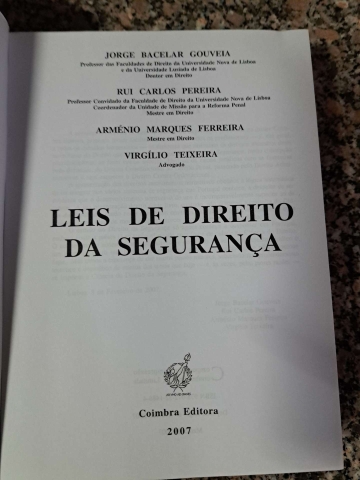 JORGE BACELAR GOUVEIA
Professor das Faculdades de Direito da Universidade Nova de Lisboa
e da Universidade Lusíada de Lisboa
Doutor em Direito
RUI CARLOS PEREIRA
Professor Convidado da Faculdade de Direito da Universidade Nova de Lisboa
Coordenador da Unidade de Missão para a Reforma Penal
Mestre em Direito
ARMÉNIO MARQUES FERREIRA
Mestre em Direito
VIRGÍLIO TEIXEIRA
Advogado
LEIS DE DIREITO
DA SEGURANÇA
Coimbra Editora
2007